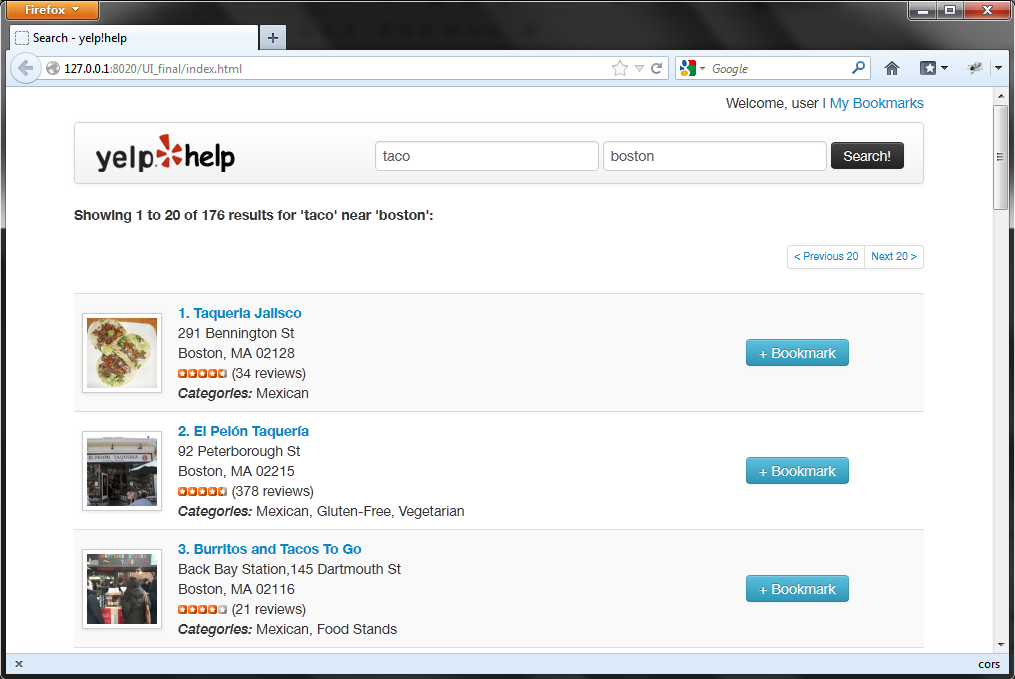 Firefox
Search - yelp!help
127.0.0.1:8020/UI_final/index.html
Google
Welcome, user | My Bookmarks
yelp help
taco
boston
Search!
Showing 1 to 20 of 176 results for 'taco' near 'boston':
< Previous 20
Next 20 >
1. Taqueria Jalisco
291 Bennington St
Boston, MA 02128
(34 reviews)
Categories: Mexican
+ Bookmark
2. El Pelón Taquería
92 Peterborough St
Boston, MA 02215
(378 reviews)
Categories: Mexican, Gluten-Free, Vegetarian
+ Bookmark
EL PELON TAQUERIA
3. Burritos and Tacos To Go
Back Bay Station,145 Dartmouth St
Boston, MA 02116
(21 reviews)
Categories: Mexican, Food Stands
+ Bookmark
cors